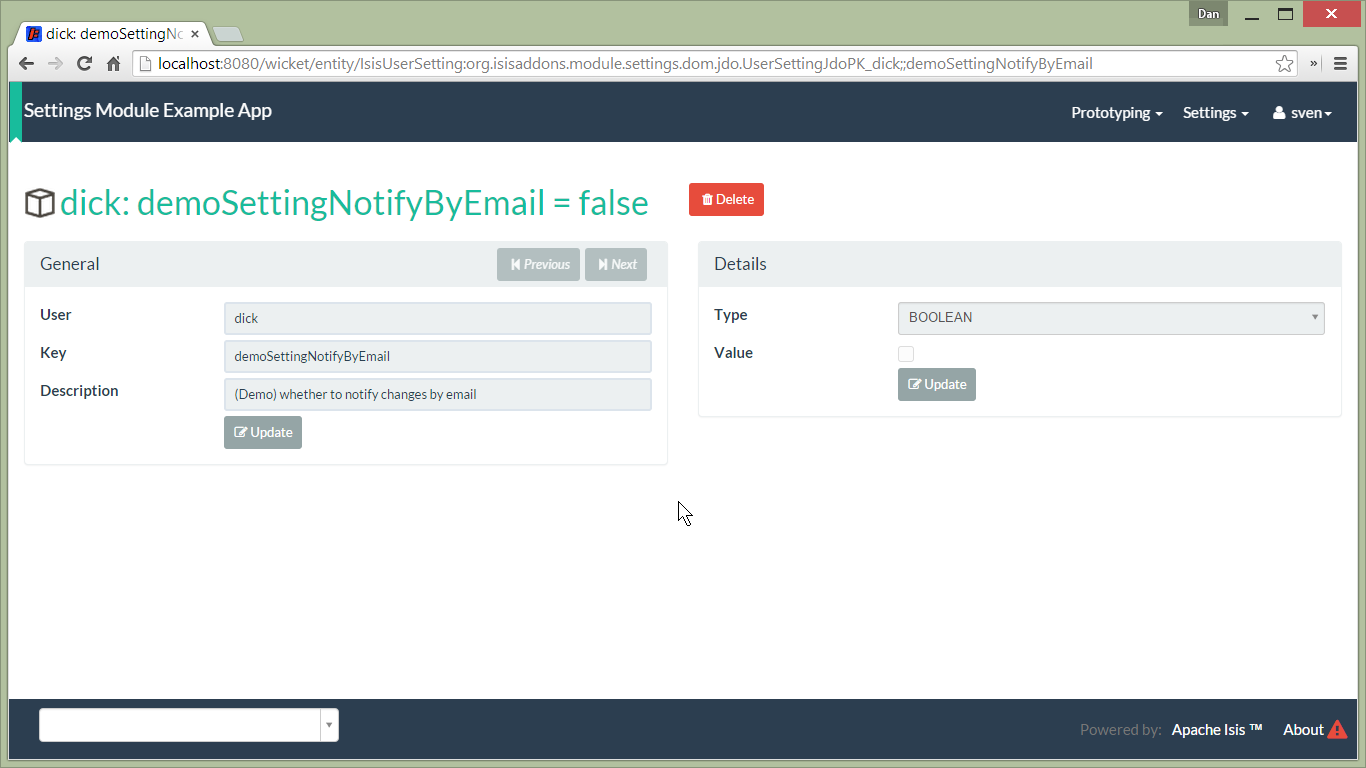 Dan
dick: demoSettingNo
localhost:8080/wicket/entity/IsisUserSetting:org.isisaddons.module.settings.dom.jdo.UserSettingJdoPK_dick;;demoSettingNotifyByEmail
Settings Module Example App
Prototyping
Settings
sven
dick: demoSettingNotifyByEmail = false
Delete
General
Previous
Next
User
dick
Key
demoSettingNotifyByEmail
Description
(Demo) whether to notify changes by email
Update
Details
Type
BOOLEAN
Value
Update
Powered by: Apache Isis ™
About